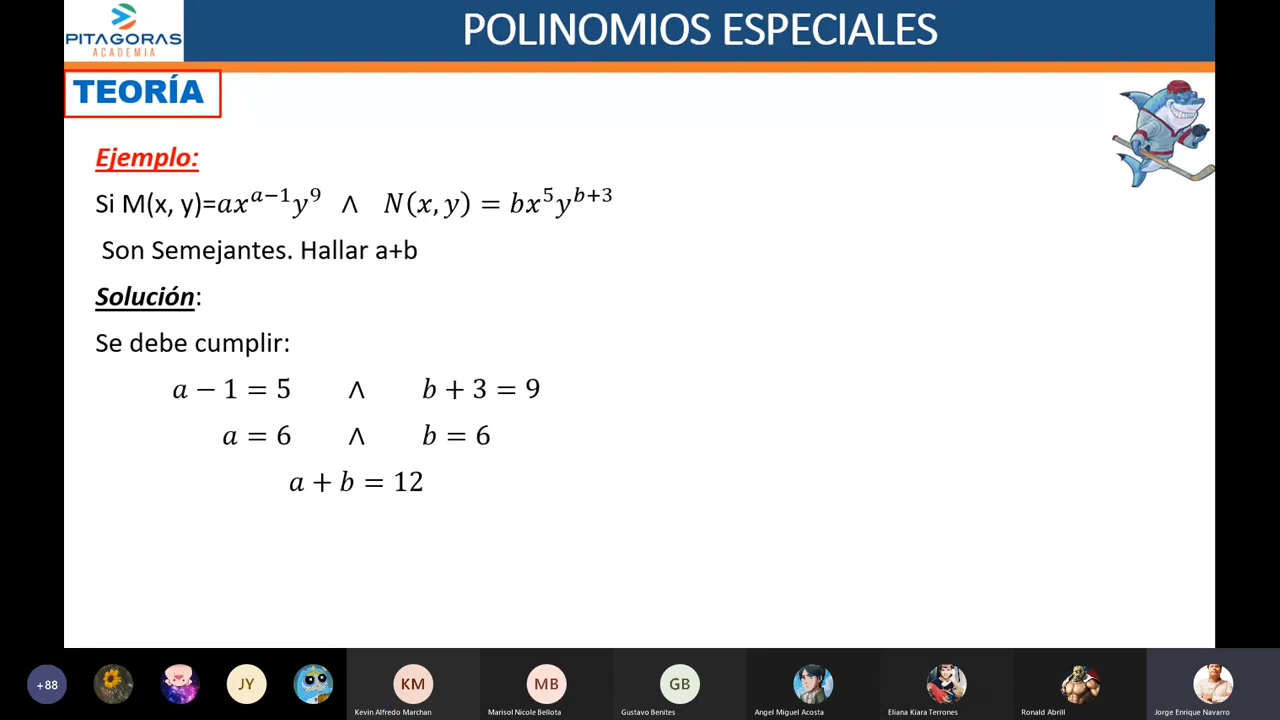 PITAGORAS
ACADEMIA
POLINOMIOS ESPECIALES
TEORÍA
Ejemplo:
Si M(x, y)=ax^{a−1}y^9 ∧ N(x, y) = bx^5y^{b+3}
Son Semejantes. Hallar a+b
Solución:
Se debe cumplir:
a − 1 = 5 ∧ b + 3 = 9
a = 6 ∧ b = 6
a + b = 12
+88
JY
KM
MB
GB
Kevin Alfredo Marchan
Marisol Nicole Bellota
Gustavo Benites
Angel Miguel Acosta
Eliana Kiara Terrones
Ronald Abrill
Jorge Enrique Navarro